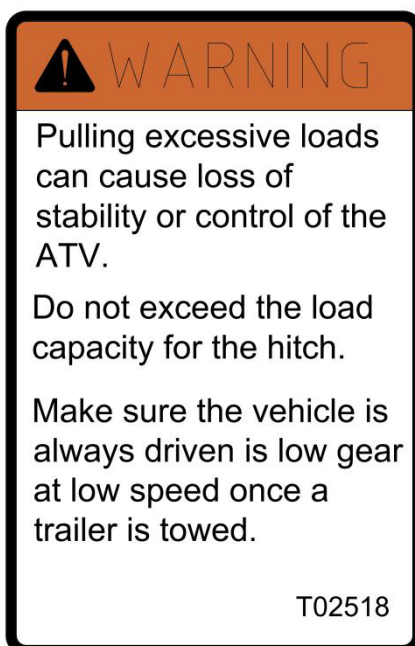 WARNING
Pulling excessive loads
can cause loss of
stability or control of the
ATV.
Do not exceed the load
capacity for the hitch.
Make sure the vehicle is
always driven is low gear
at low speed once a
trailer is towed.
T02518